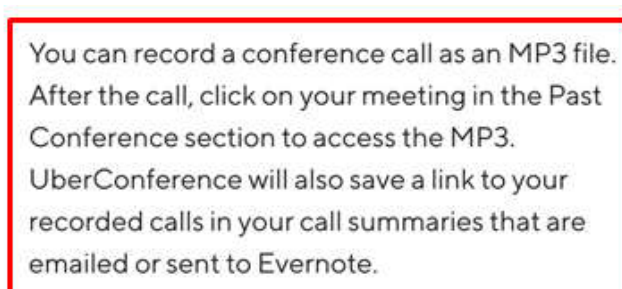 You can record a conference call as an MP3 file.
After the call, click on your meeting in the Past
Conference section to access the MP3.
UberConference will also save a link to your
recorded calls in your call summaries that are
emailed or sent to Evernote.